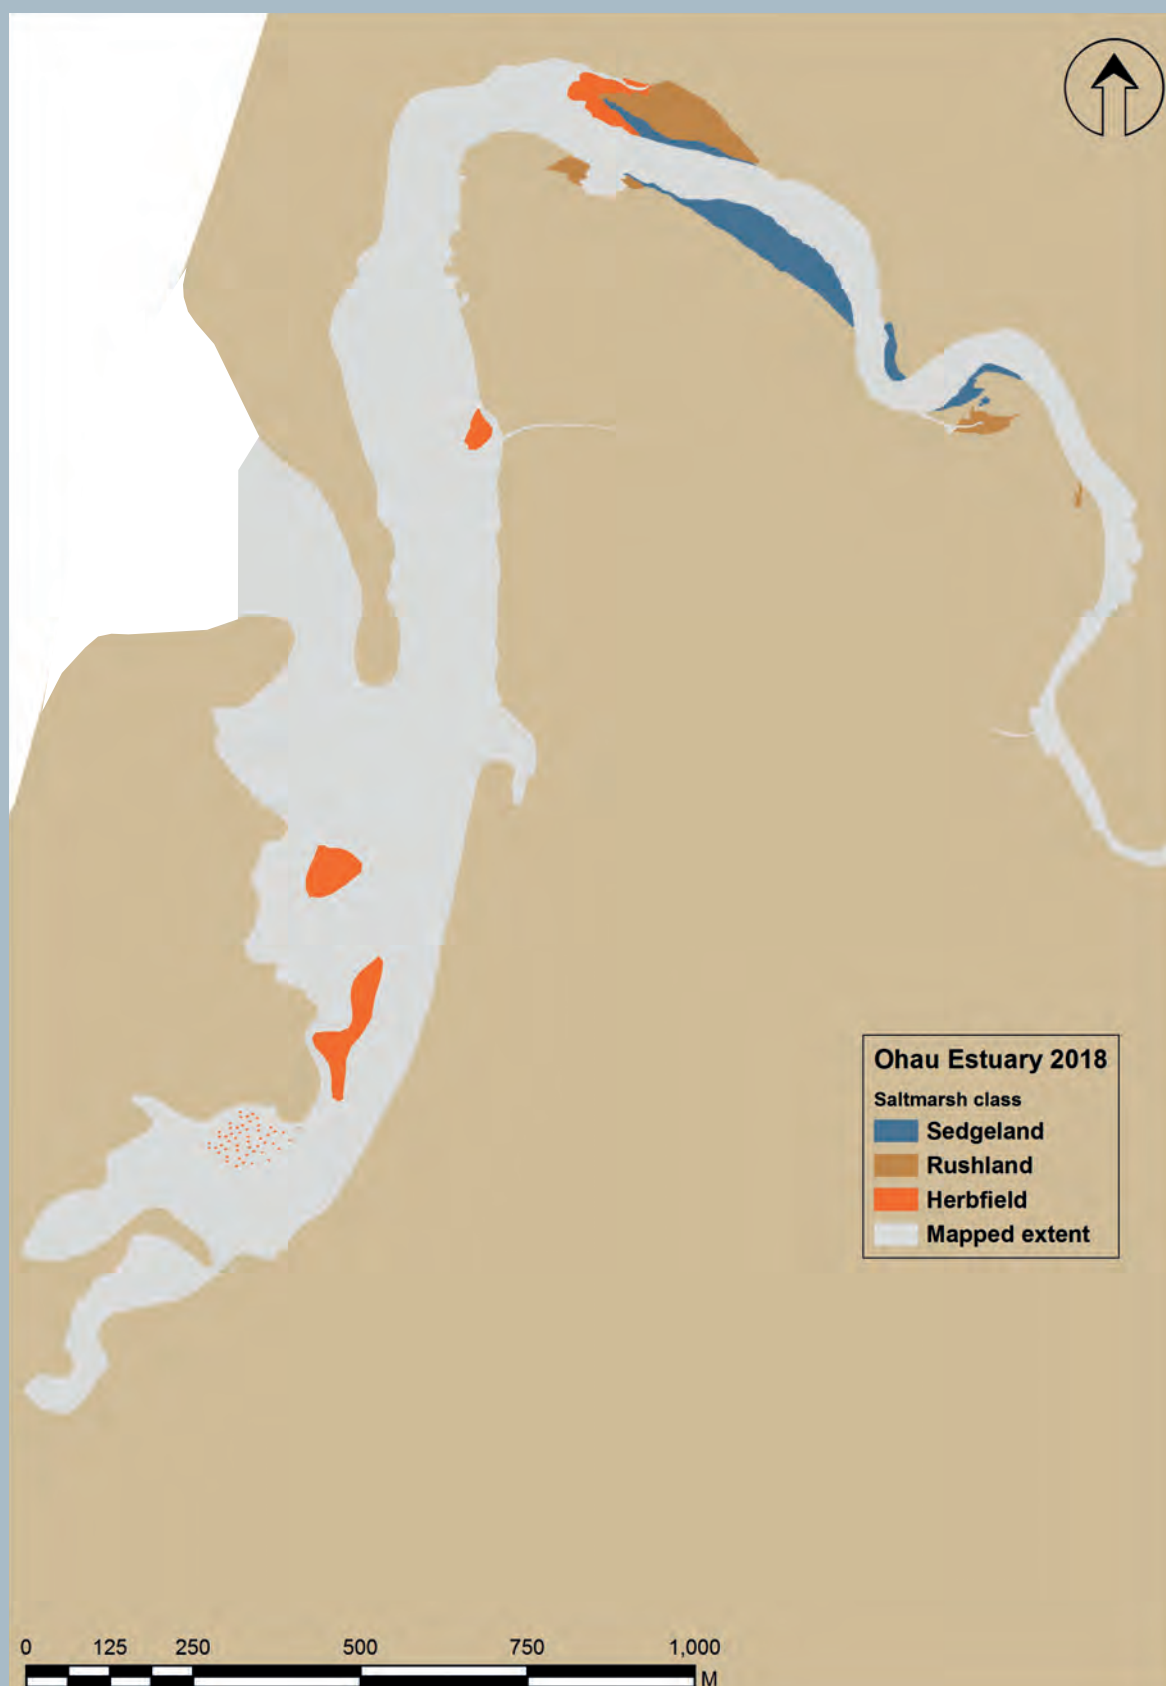 Ohau Estuary 2018
Saltmarsh class
Sedgeland
Rushland
Herbfield
Mapped extent
0 125 250 500 750 1,000
M